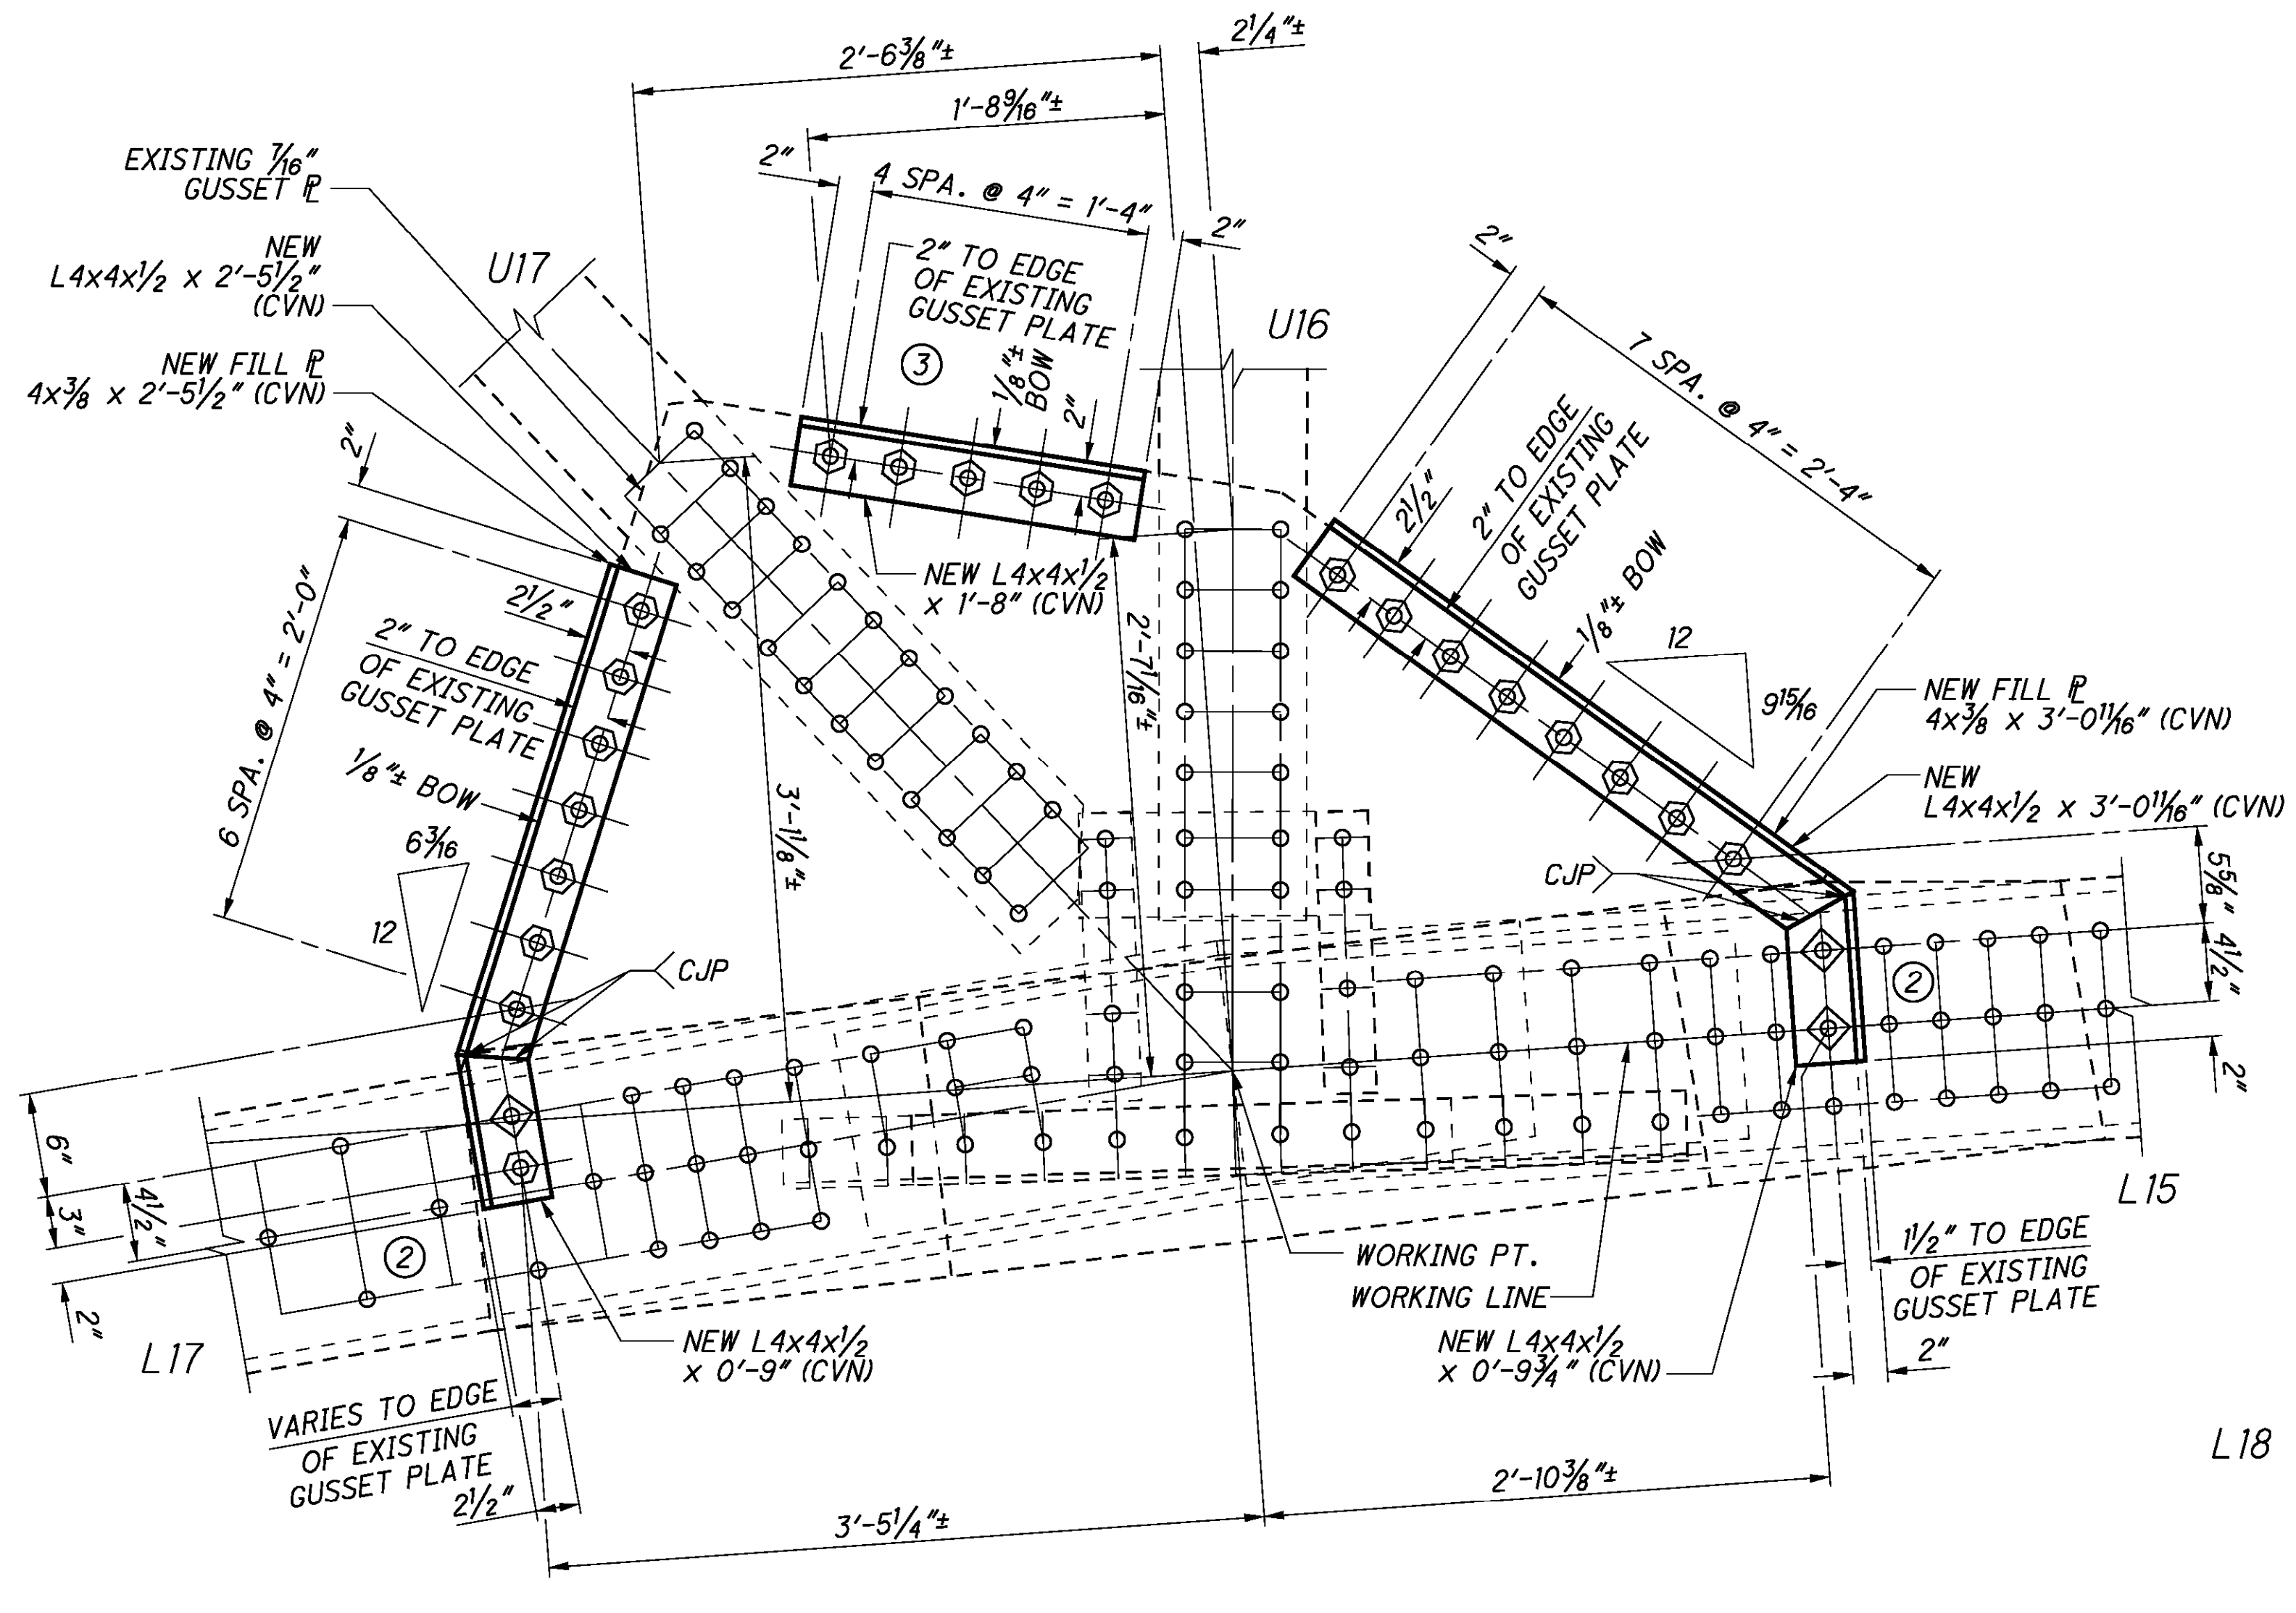 2'-6 3/8"±
2 1/4"±
1'-8 9/16"±
2"
4 SPA. @ 4" = 1'-4"
2"
EXISTING 7/16"
GUSSET ℄
NEW
L4x4x1/2 x 2'-5 1/2"
(CVN)
NEW FILL ℄
4x3/8 x 2'-5 1/2" (CVN)
U17
2" TO EDGE
OF EXISTING
GUSSET PLATE
3
1/8"±
BOW
2"
U16
2"
7 SPA. @ 4" = 2'-4"
2 1/2"
2" TO EDGE
OF EXISTING
GUSSET PLATE
1/8"± BOW
12
9 15/16
NEW FILL ℄
4x3/8 x 3'-0 11/16" (CVN)
NEW
L4x4x1/2 x 3'-0 11/16" (CVN)
2"
6 SPA. @ 4" = 2'-0"
2 1/2"
2" TO EDGE
OF EXISTING
GUSSET PLATE
1/8"± BOW
6 3/16
12
NEW L4x4x1/2
x 1'-8" (CVN)
2'-7 1/16"±
3'-1 1/8"±
CJP
CJP
5 5/8"
4 1/2"
2"
2
6"
3"
4 1/2"
2"
2
L17
L15
WORKING PT.
WORKING LINE
1 1/2" TO EDGE
OF EXISTING
GUSSET PLATE
2"
NEW L4x4x1/2
x 0'-9" (CVN)
NEW L4x4x1/2
x 0'-9 3/4" (CVN)
VARIES TO EDGE
OF EXISTING
GUSSET PLATE
2 1/2"
3'-5 1/4"±
2'-10 3/8"±
L18